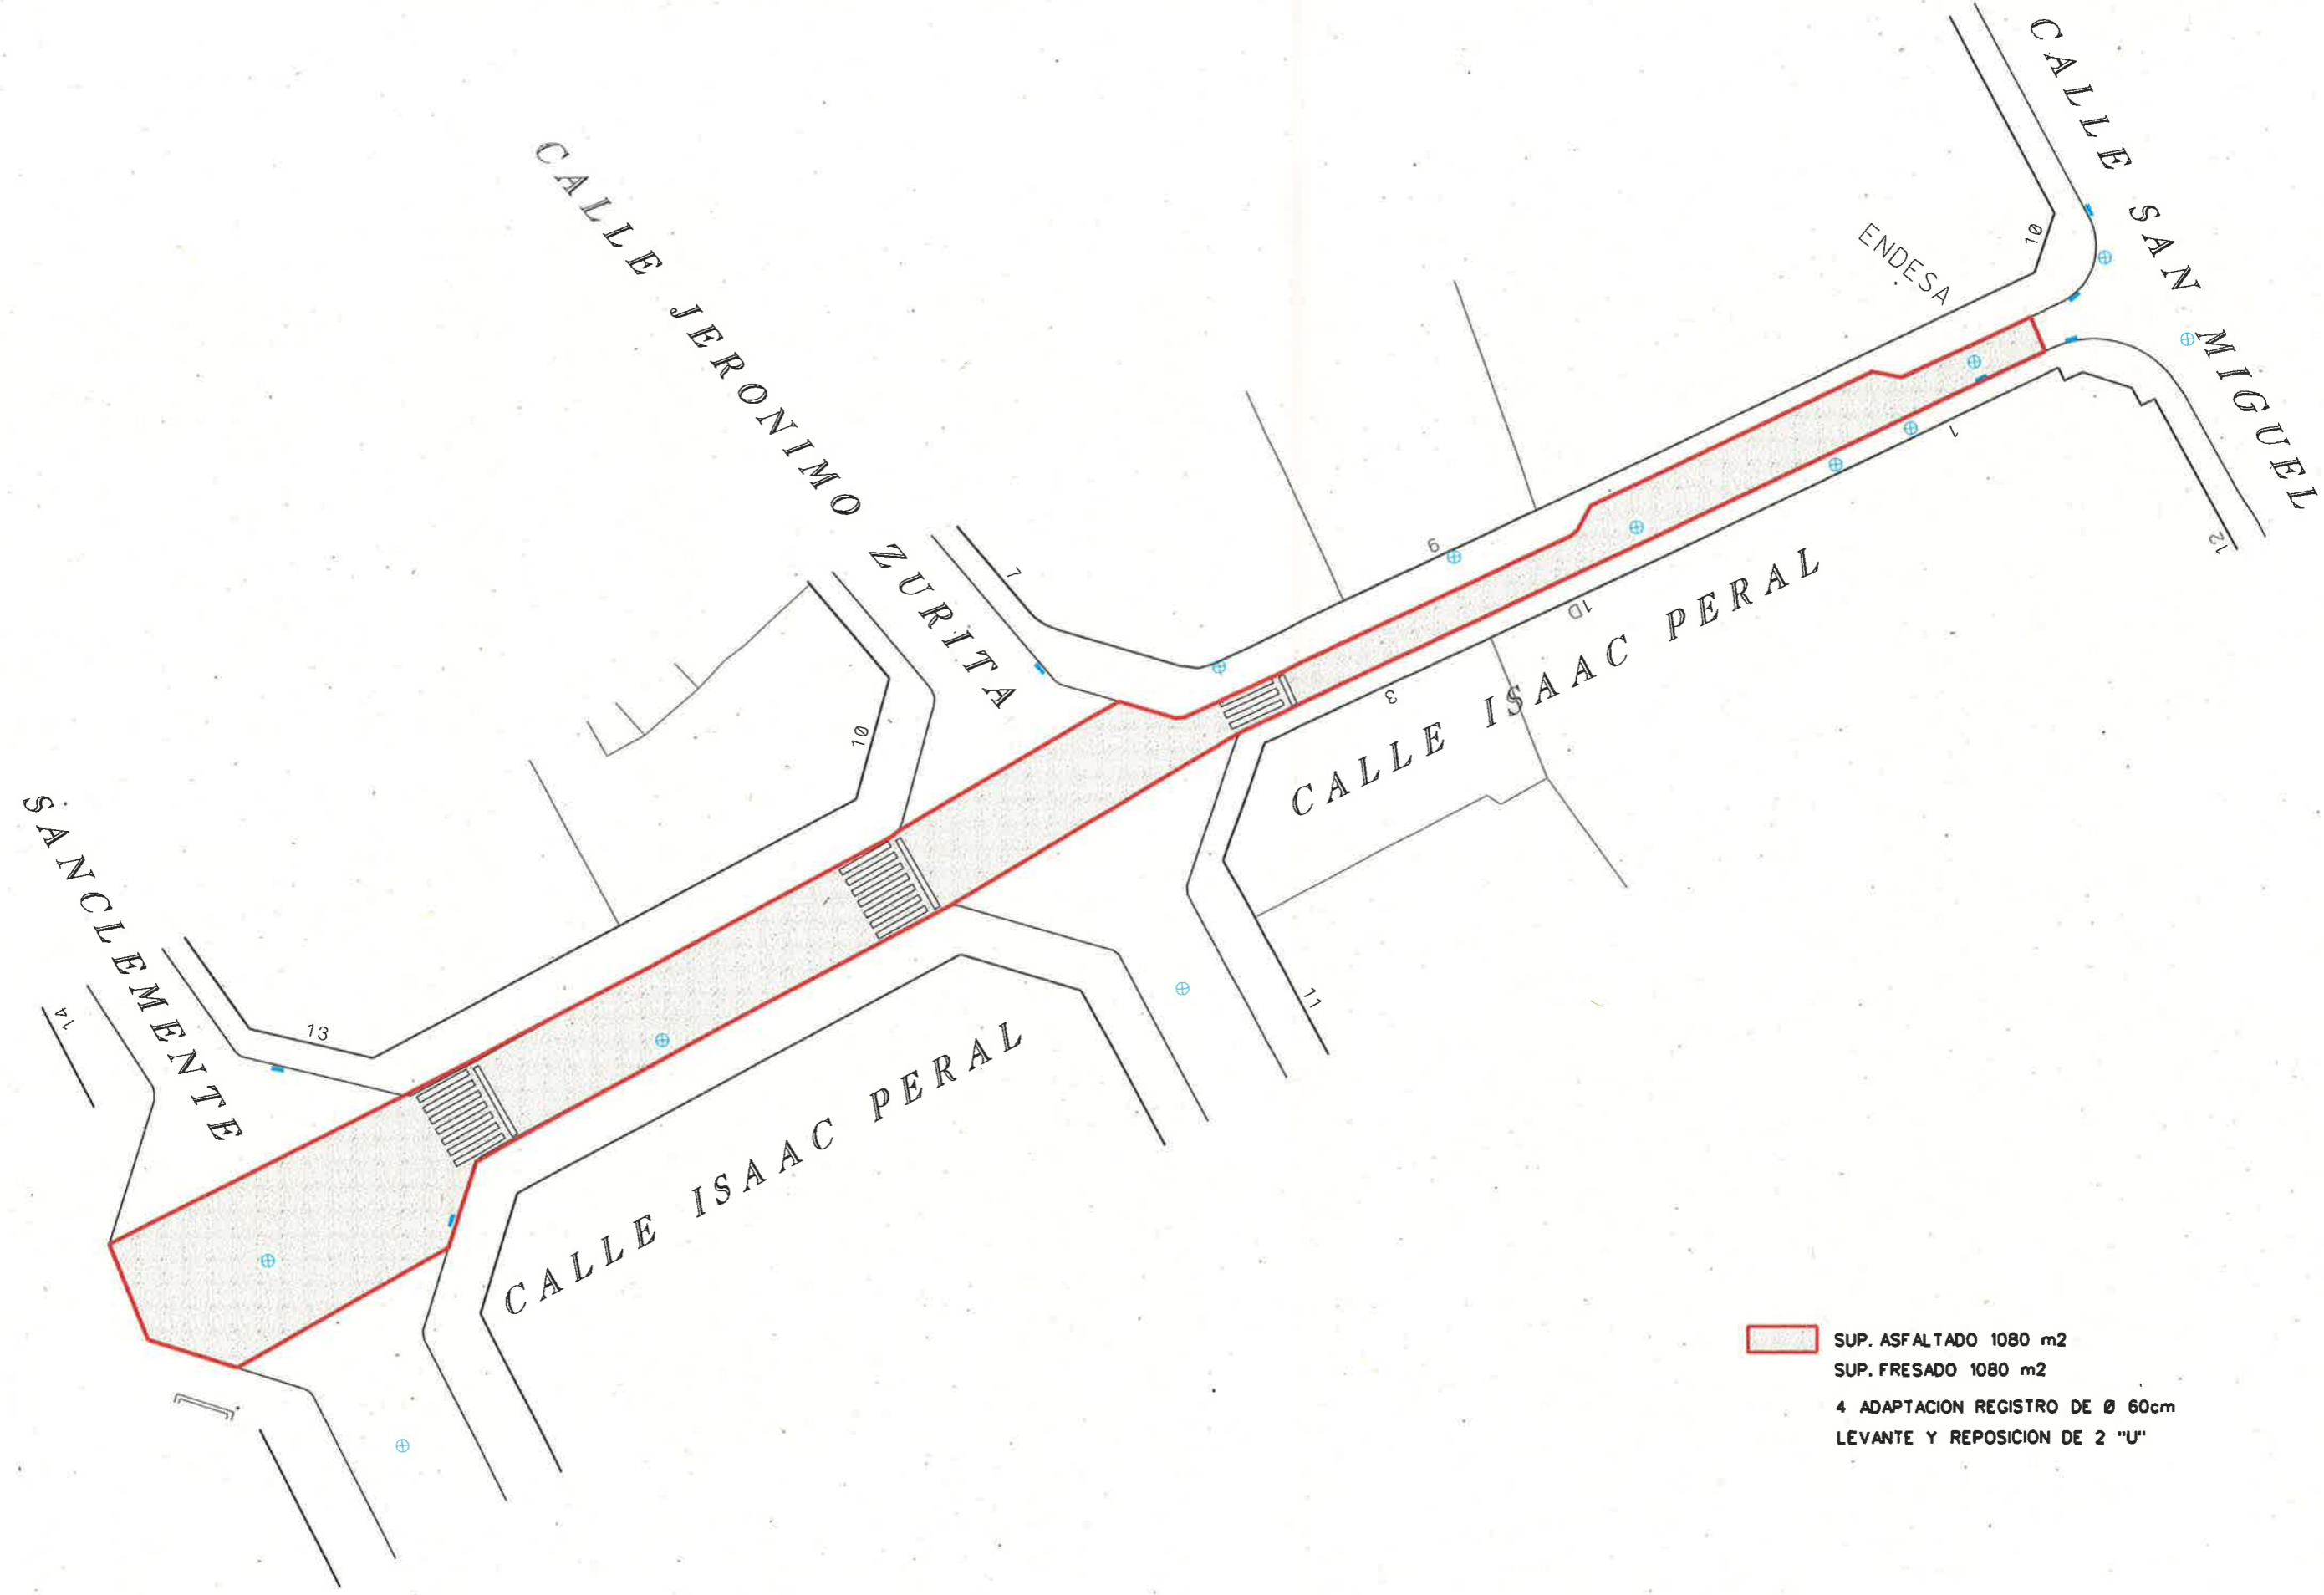 CALLE SAN MIGUEL
CALLE JERONIMO ZURITA
ENDESA
10
7
9
1
12
1D
3
CALLE ISAAC PERAL
10
SANCLEMENTE
14
13
11
CALLE ISAAC PERAL
SUP. ASFALTADO 1080 m2
SUP. FRESADO 1080 m2
4 ADAPTACION REGISTRO DE Ø 60cm
LEVANTE Y REPOSICION DE 2 "U"